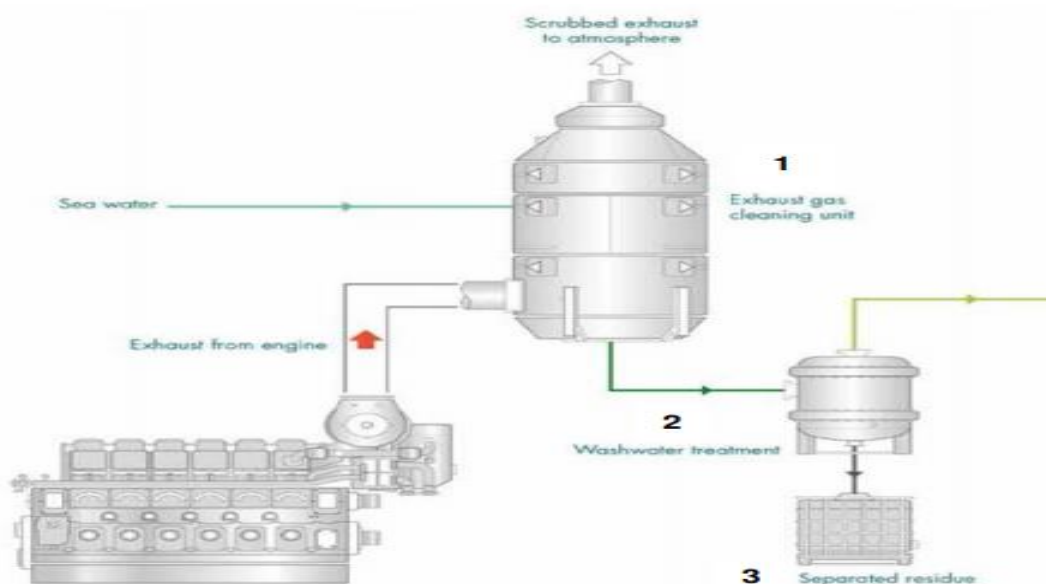 Scrubbed exhaust
to atmosphere
1
Sea water
Exhaust gas
cleaning unit
Exhaust from engine
2
Washwater treatment
3
Separated residue